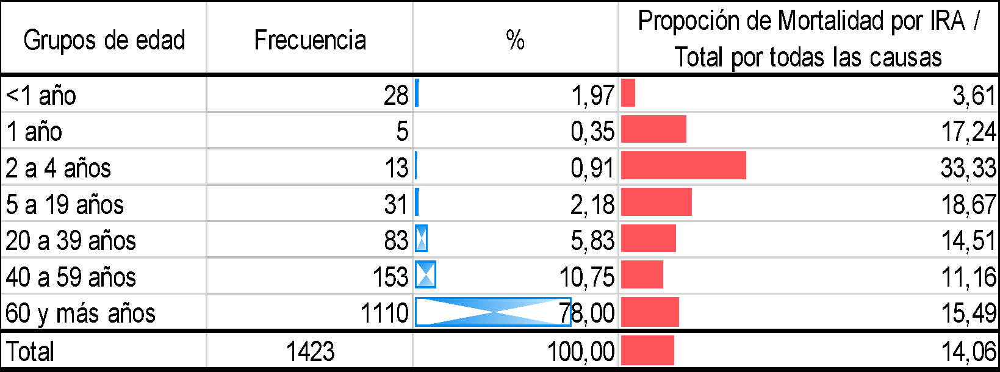 Grupos de edad Frecuencia % Propoción de Mortalidad por IRA /
Total por todas las causas
<1 año 28 1,97 3,61
1 año 5 0,35 17,24
2 a 4 años 13 0,91 33,33
5 a 19 años 31 2,18 18,67
20 a 39 años 83 5,83 14,51
40 a 59 años 153 10,75 11,16
60 y más años 1110 78,00 15,49
Total 1423 100,00 14,06